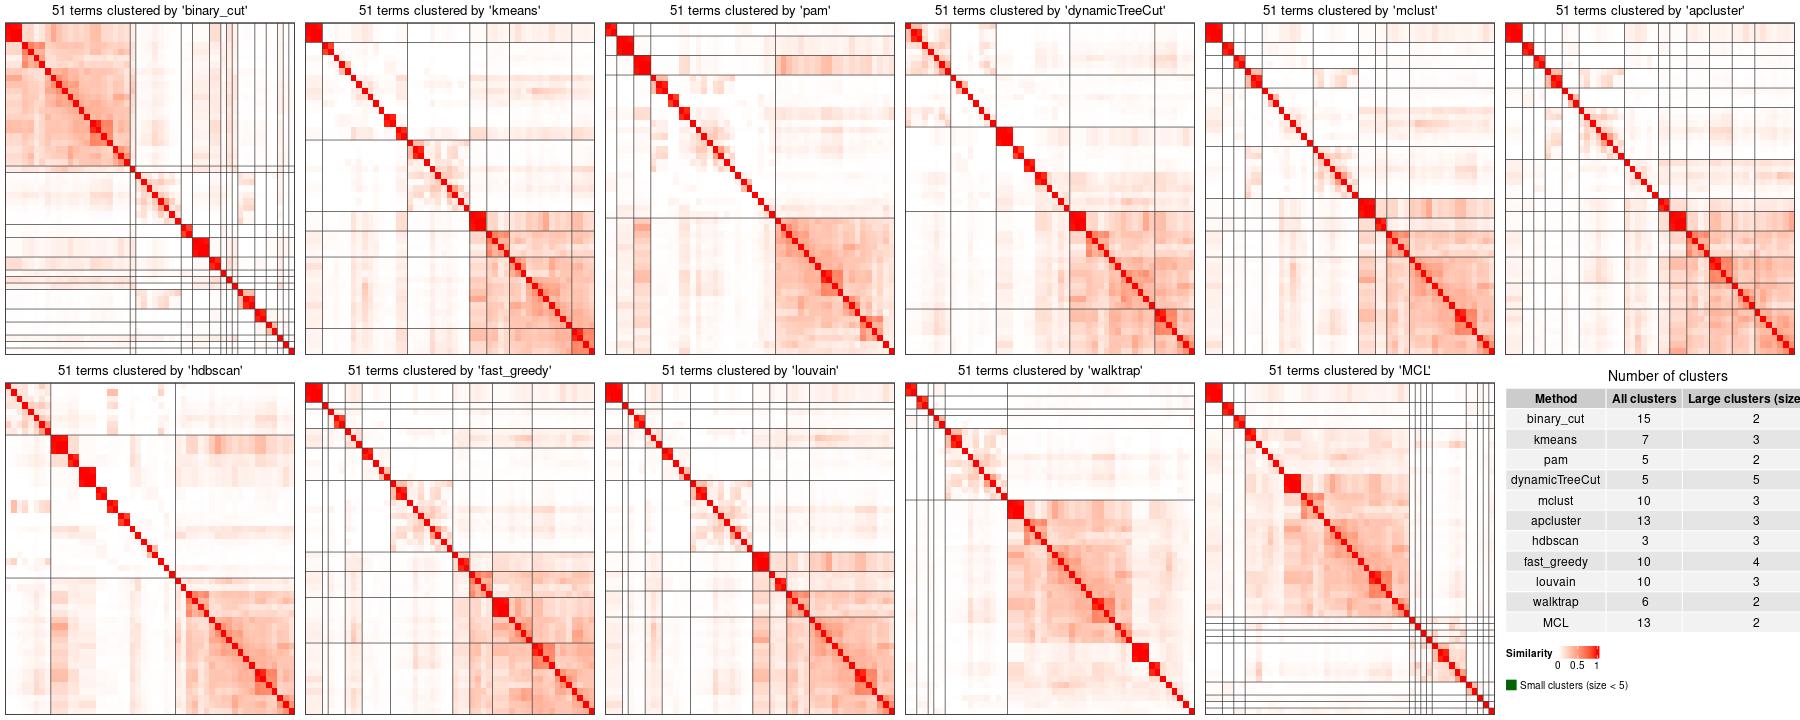 51 terms clustered by 'binary_cut'
51 terms clustered by 'kmeans'
51 terms clustered by 'pam'
51 terms clustered by 'dynamicTreeCut'
51 terms clustered by 'mclust'
51 terms clustered by 'apcluster'
51 terms clustered by 'hdbscan'
51 terms clustered by 'fast_greedy'
51 terms clustered by 'louvain'
51 terms clustered by 'walktrap'
51 terms clustered by 'MCL'
Number of clusters
Method All clusters Large clusters (size
binary_cut 15 2
kmeans 7 3
pam 5 2
dynamicTreeCut 5 5
mclust 10 3
apcluster 13 3
hdbscan 3 3
fast_greedy 10 4
louvain 10 3
walktrap 6 2
MCL 13 2
Similarity
0 0.5 1
Small clusters (size < 5)